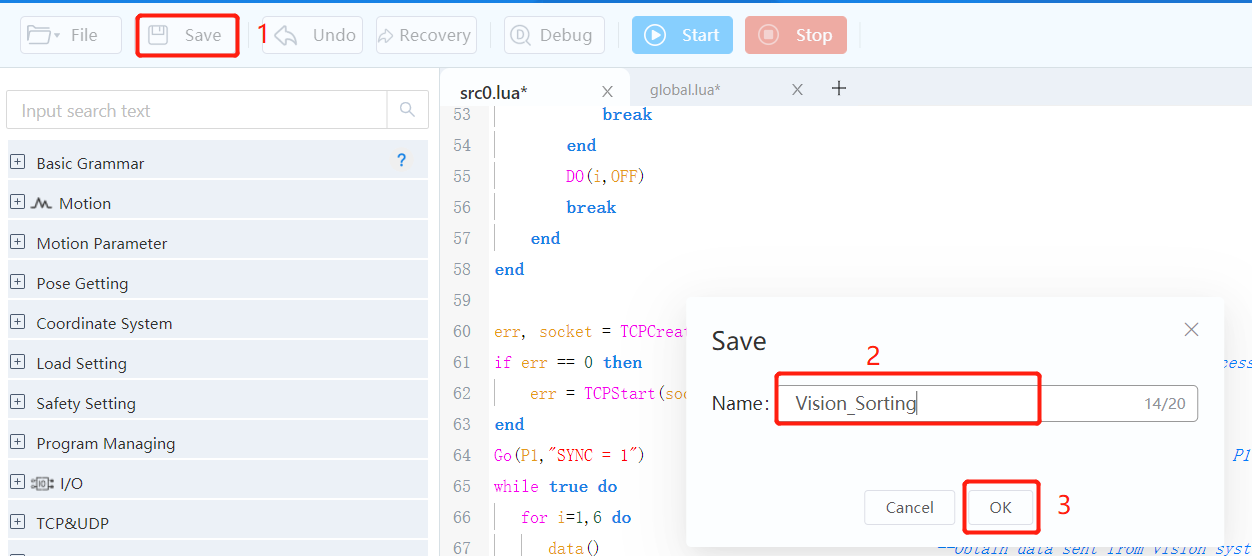 File Save 1 Undo Recovery Debug Start Stop
src0.lua* X global.lua* X +
Input search text
Basic Grammar ?
Motion
Motion Parameter
Pose Getting
Coordinate System
Load Setting
Safety Setting
Program Managing
I/O
TCP&UDP
53 break
54 end
55 DO(i,OFF)
56 break
57 end
58 end
59
60 err, socket = TCPCreat
61 if err == 0 then
62 err = TCPStart(soc
63 end
64 Go(P1,"SYNC = 1") P1
65 while true do
66 for i=1,6 do
67 data() --Obtain data sent from vision syst
Save
2
Name: Vision_Sorting 14/20
Cancel OK 3